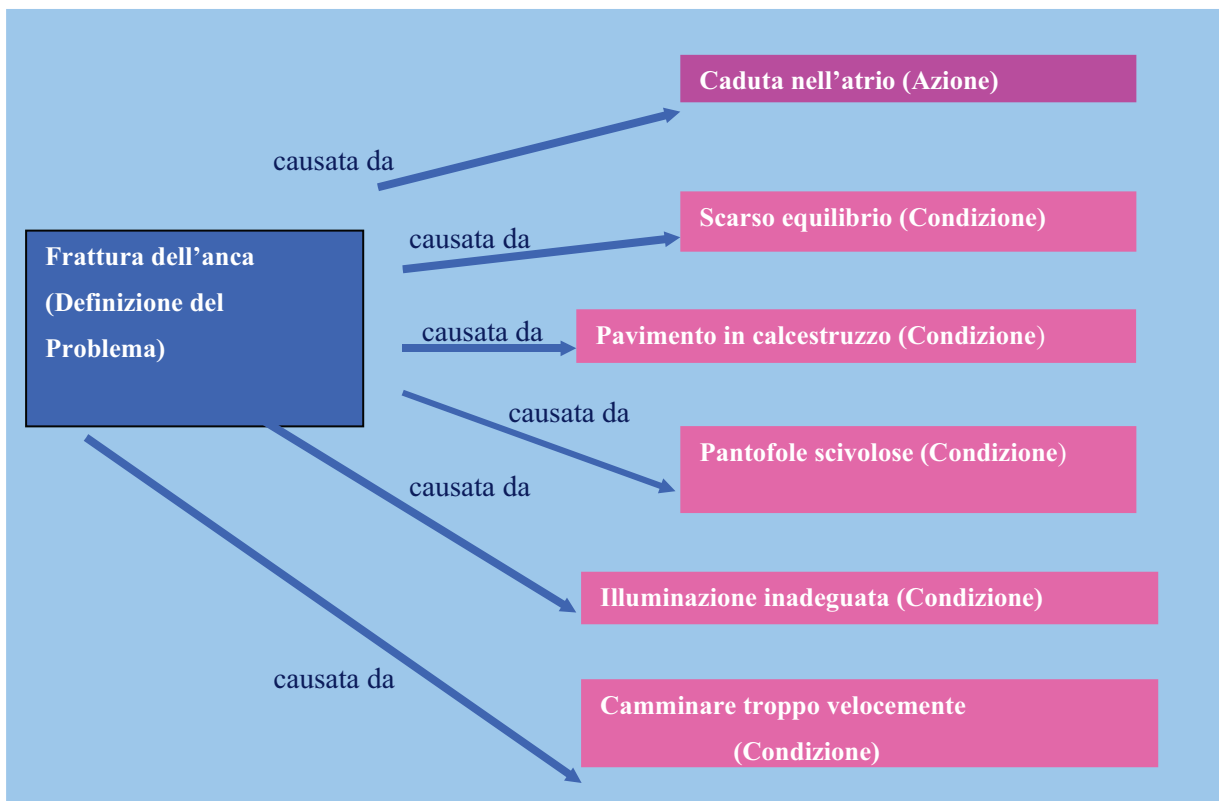 Caduta nell’atrio (Azione)
causata da
Scarso equilibrio (Condizione)
causata da
Frattura dell’anca
(Definizione del
Problema)
causata da
Pavimento in calcestruzzo (Condizione)
causata da
Pantofole scivolose (Condizione)
causata da
Illuminazione inadeguata (Condizione)
causata da
Camminare troppo velocemente
(Condizione)